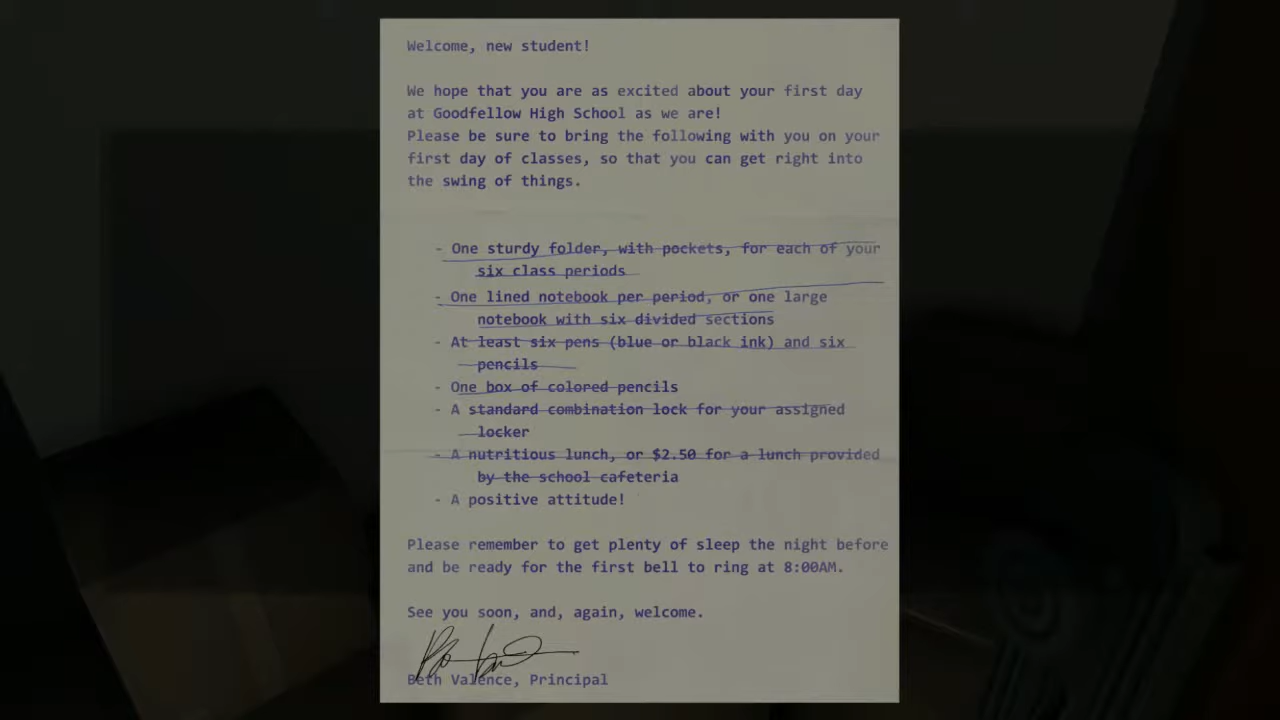 Welcome, new student!
We hope that you are as excited about your first day
at Goodfellow High School as we are!
Please be sure to bring the following with you on your
first day of classes, so that you can get right into
the swing of things.
- One sturdy folder, with pockets, for each of your
six class periods
- One lined notebook per period, or one large
notebook with six divided sections
- At least six pens (blue or black ink) and six
pencils
- One box of colored pencils
- A standard combination lock for your assigned
locker
- A nutritious lunch, or $2.50 for a lunch provided
by the school cafeteria
- A positive attitude!
Please remember to get plenty of sleep the night before
and be ready for the first bell to ring at 8:00AM.
See you soon, and, again, welcome.
Beth Valence, Principal